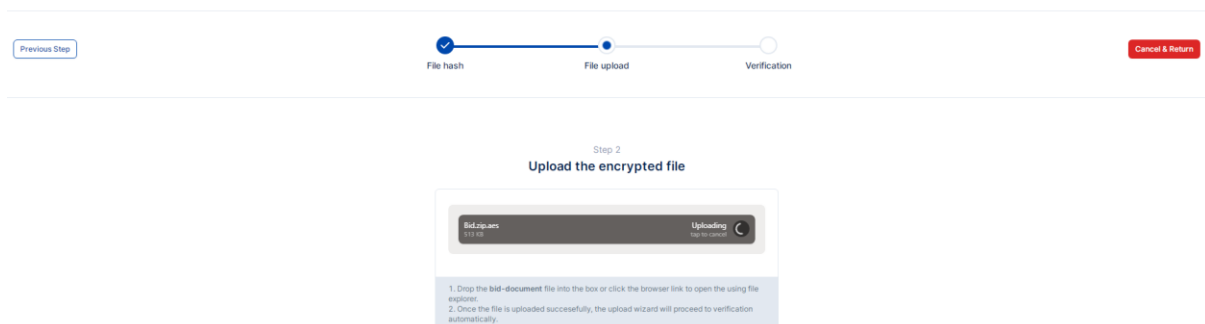 Previous Step
Cancel & Return
File hash
File upload
Verification
Step 2
Upload the encrypted file
Bid.zip.aes
Uploading
513 KB
tap to cancel
1. Drop the bid-document file into the box or click the browser link to open the using file
explorer.
2. Once the file is uploaded succesefully, the upload wizard will proceed to verification
automatically.